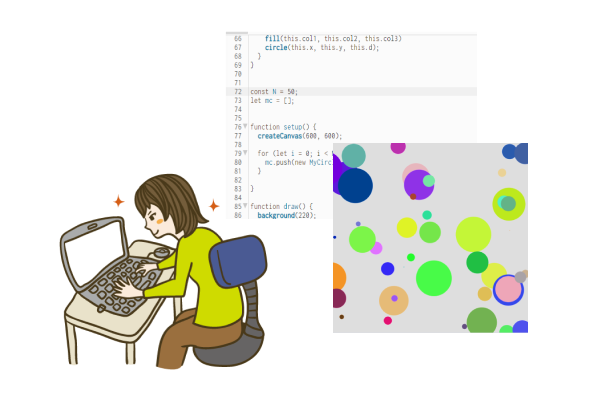 66 fill(this.col1, this.col2, this.col3)
67 circle(this.x, this.y, this.d);
68 }
69 }
70
71
72 const N = 50;
73 let mc = [];
74
75
76 function setup() {
77 createCanvas(600, 600);
78
79 for (let i = 0; i <
80 mc.push(new MyCirc
81 }
82
83 }
84
85 function draw() {
86 background(220);